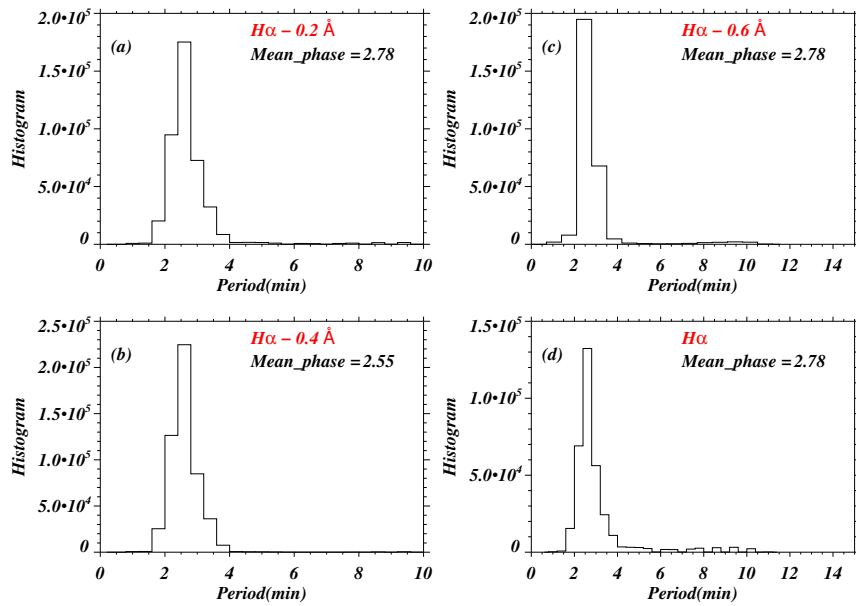 (a)
Hα − 0.2 Å
Mean_phase = 2.78
2.0•10⁵
1.5•10⁵
1.0•10⁵
5.0•10⁴
0
Histogram
0 2 4 6 8 10
Period(min)
(c)
Hα − 0.6 Å
Mean_phase = 2.78
2.0•10⁵
1.5•10⁵
1.0•10⁵
5.0•10⁴
0
Histogram
0 2 4 6 8 10 12 14
Period(min)
(b)
Hα − 0.4 Å
Mean_phase = 2.55
2.5•10⁵
2.0•10⁵
1.5•10⁵
1.0•10⁵
5.0•10⁴
0
Histogram
0 2 4 6 8 10
Period(min)
(d)
Hα
Mean_phase = 2.78
1.5•10⁵
1.0•10⁵
5.0•10⁴
0
Histogram
0 2 4 6 8 10 12 14
Period(min)